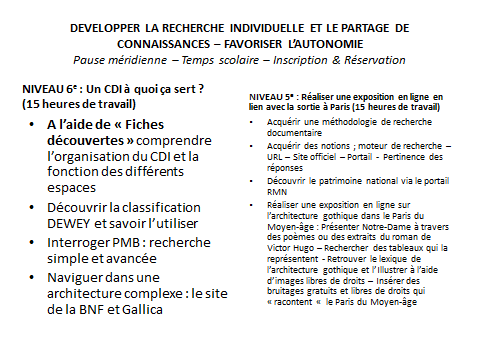 DEVELOPPER LA RECHERCHE INDIVIDUELLE ET LE PARTAGE DE
CONNAISSANCES – FAVORISER L'AUTONOMIE
Pause méridienne – Temps scolaire – Inscription & Réservation
NIVEAU 6e : Un CDI à quoi ça sert ?
(15 heures de travail)
• A l'aide de « Fiches
découvertes » comprendre
l'organisation du CDI et la
fonction des différents
espaces
• Découvrir la classification
DEWEY et savoir l'utiliser
• Interroger PMB : recherche
simple et avancée
• Naviguer dans une
architecture complexe : le site
de la BNF et Gallica
NIVEAU 5e : Réaliser une exposition en ligne en
lien avec la sortie à Paris (15 heures de travail)
• Acquérir une méthodologie de recherche
documentaire
• Acquérir des notions ; moteur de recherche –
URL – Site officiel – Portail - Pertinence des
réponses
• Découvrir le patrimoine national via le portail
RMN
• Réaliser une exposition en ligne sur
l'architecture gothique dans le Paris du
Moyen-âge : Présenter Notre-Dame à travers
des poèmes ou des extraits du roman de
Victor Hugo – Rechercher des tableaux qui la
représentent - Retrouver le lexique de
l'architecture gothique et l'Illustrer à l'aide
d'images libres de droits – Insérer des
bruitages gratuits et libres de droits qui
« racontent « le Paris du Moyen-âge